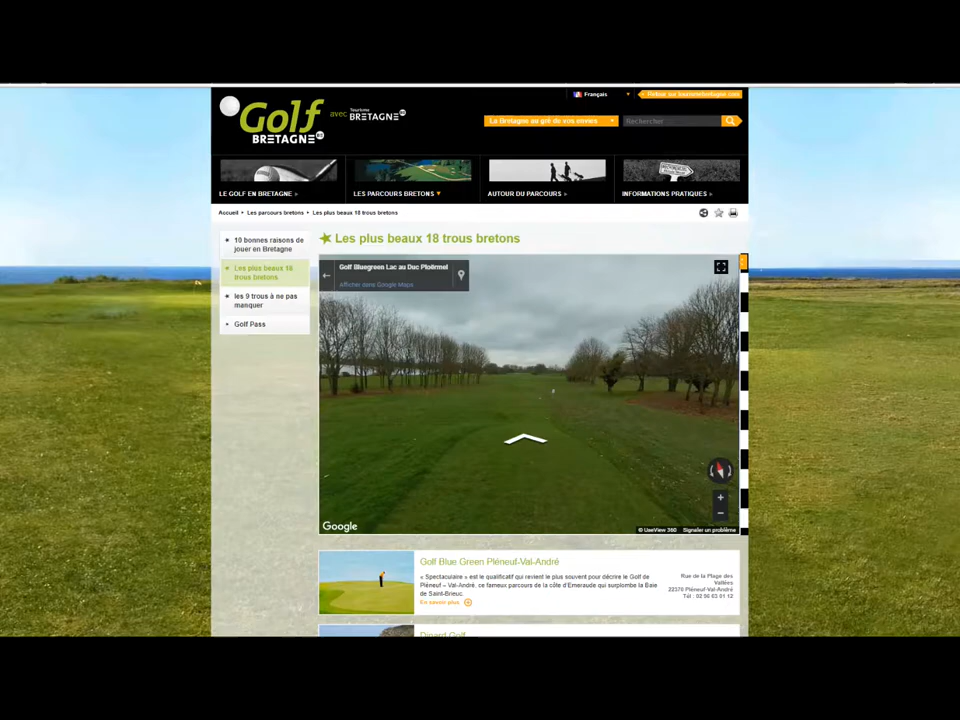 Français
Retour sur tourismebretagne.com
Golf
BRETAGNE
avec Tourisme BRETAGNE
La Bretagne au gré de vos envies
Rechercher ...
LE GOLF EN BRETAGNE >
LES PARCOURS BRETONS
AUTOUR DU PARCOURS >
INFORMATIONS PRATIQUES >
Accueil • Les parcours bretons • Les plus beaux 18 trous bretons
10 bonnes raisons de
jouer en Bretagne
Les plus beaux 18
trous bretons
les 9 trous à ne pas
manquer
Golf Pass
Les plus beaux 18 trous bretons
Golf Bluegreen Lac au Duc Ploërmel
Afficher dans Google Maps
Google
© UseView 360 Signaler un problème
Golf Blue Green Pléneuf-Val-André
« Spectaculaire » est le qualificatif qui revient le plus souvent pour décrire le Golf de
Pléneuf – Val-André, ce fameux parcours de la côte d'Emeraude qui surplombe la Baie
de Saint-Brieuc.
En savoir plus
Rue de la Plage des
Vallées
22370 Pléneuf-Val-André
Tél : 02 96 63 01 12
Dinard Golf